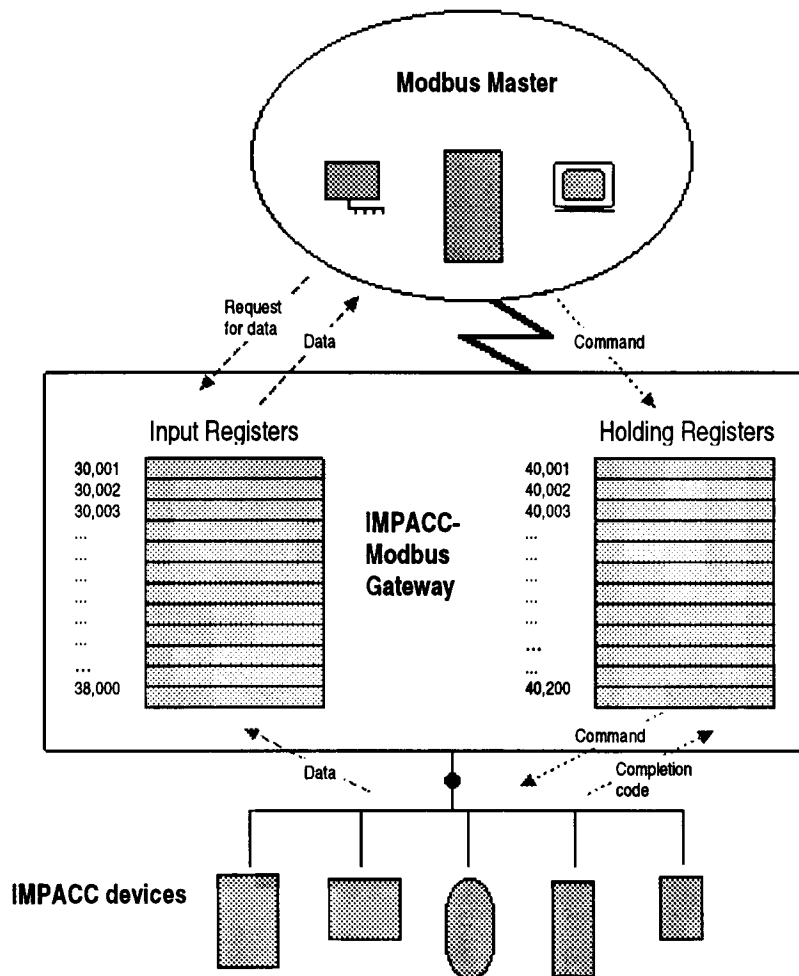 Modbus Master
Request
for data
Data
Command
Input Registers
30,001
30,002
30,003
...
...
...
...
...
...
...
38,000
IMPACC-
Modbus
Gateway
Holding Registers
40,001
40,002
40,003
...
...
...
...
...
...
...
40,200
Data
Command
Completion
code
IMPACC devices